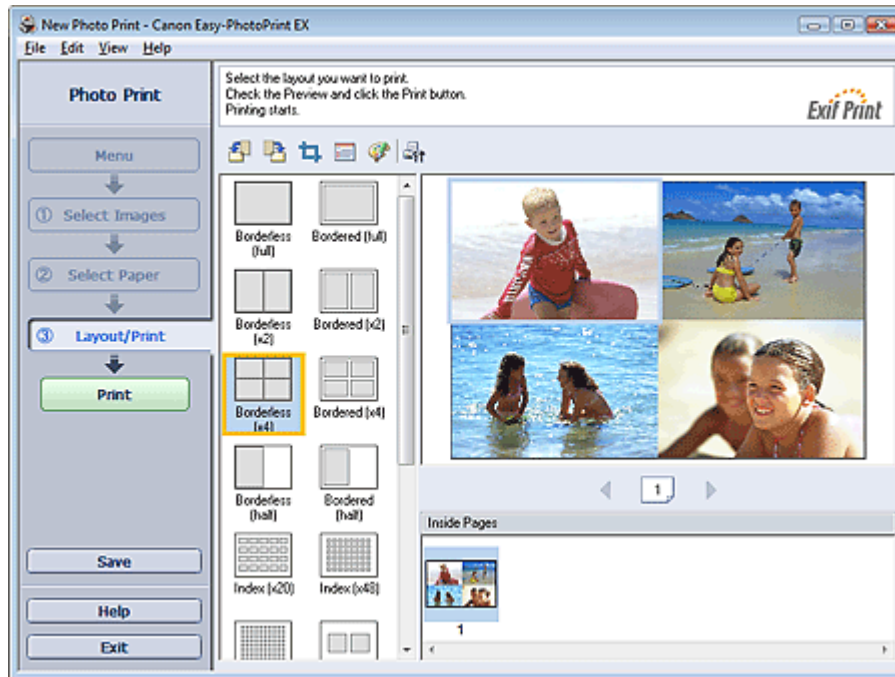 New Photo Print - Canon Easy-PhotoPrint EX
File Edit View Help
Photo Print
Select the layout you want to print.
Check the Preview and click the Print button.
Printing starts.
Exif Print
Menu
① Select Images
② Select Paper
③ Layout/Print
Print
Save
Help
Exit
Borderless
(full)
Bordered (full)
Borderless
(x2)
Bordered (x2)
Borderless
(x4)
Bordered (x4)
Borderless
(half)
Bordered
(half)
Index (x20)
Index (x48)
1
Inside Pages
1